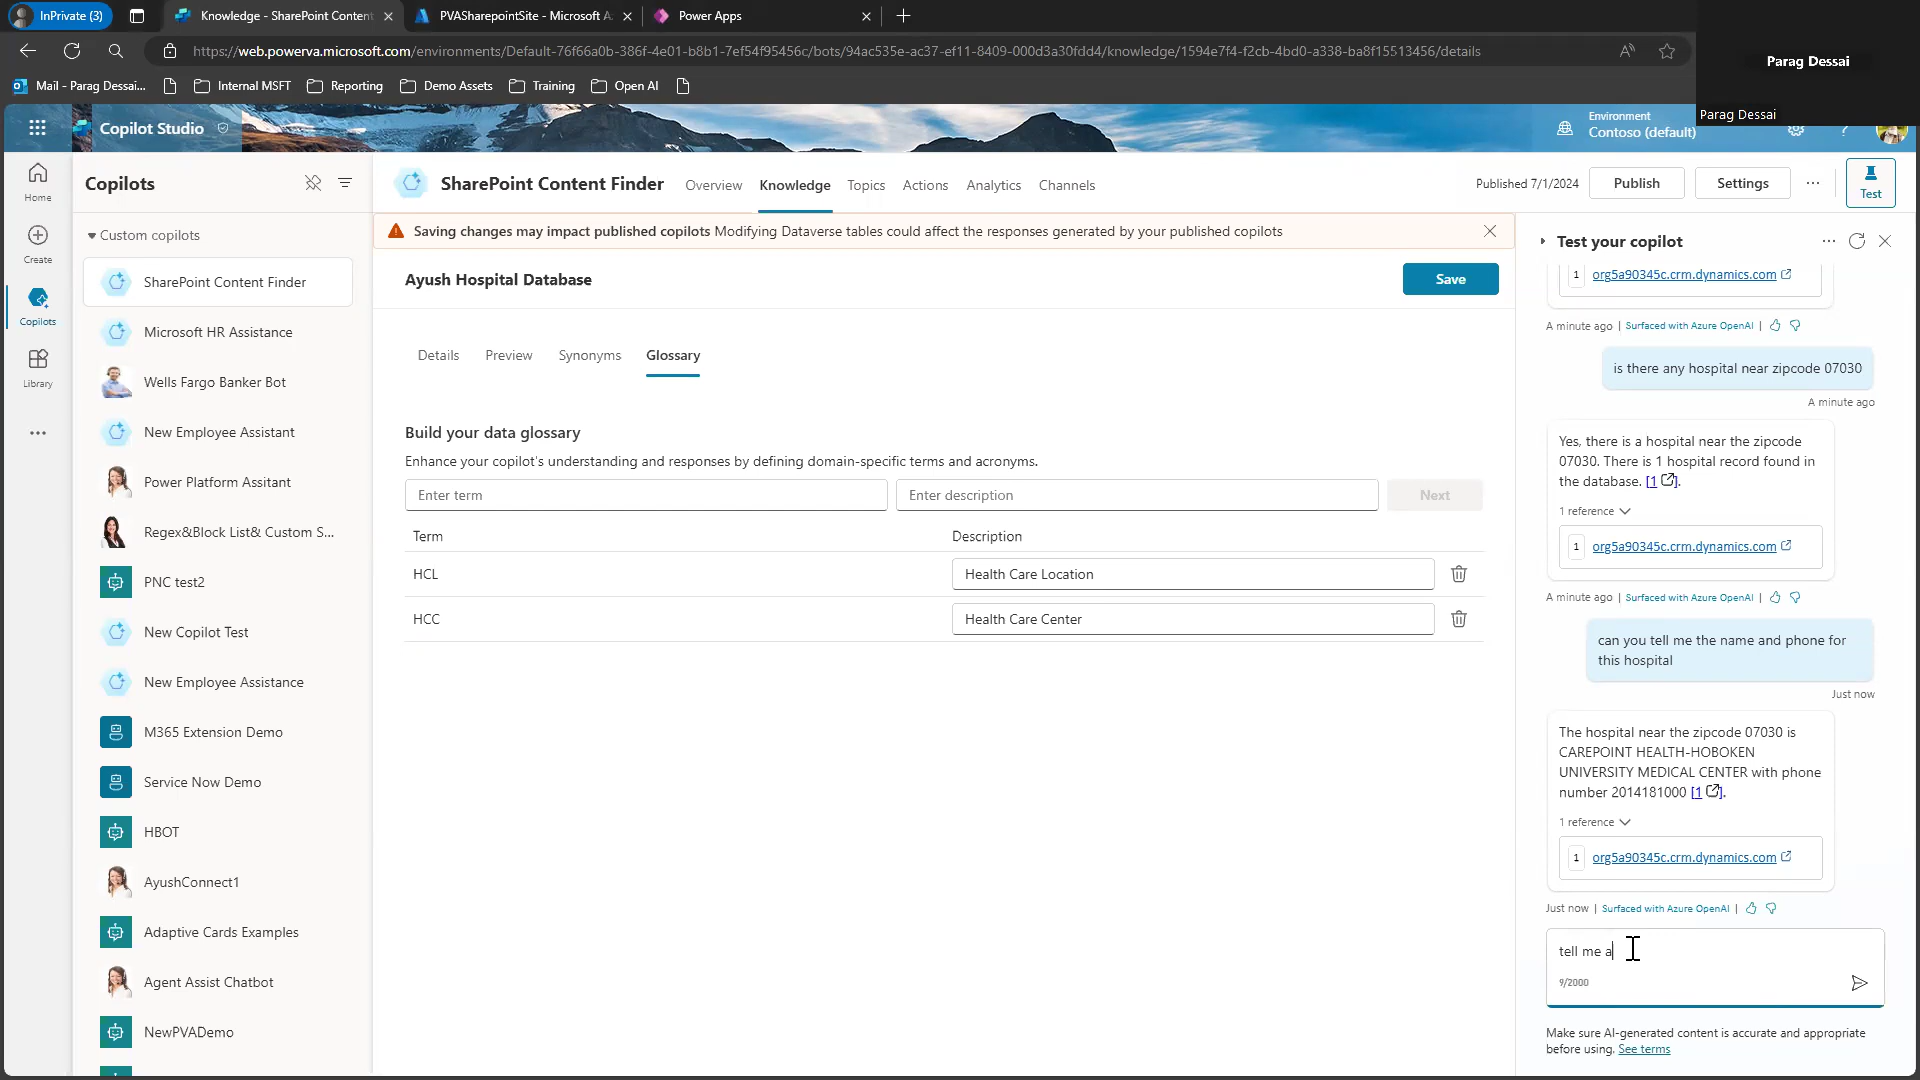 InPrivate (3)
Knowledge - SharePoint Content
PVASharepointSite - Microsoft A
Power Apps
https://web.powerva.microsoft.com/environments/Default-76f66a0b-386f-4e01-b8b1-7ef54f95456c/bots/94ac535e-ac37-ef11-8409-000d3a30fdd4/knowledge/1594e7f4-f2cb-4bd0-a338-ba8f15513456/details
Parag Dessai
Mail - Parag Dessai...
Internal MSFT
Reporting
Demo Assets
Training
Open AI
Parag Dessai
Copilot Studio
Environment
Contoso (default)
Home
Create
Copilots
Library
Copilots
Custom copilots
SharePoint Content Finder
Microsoft HR Assistance
Wells Fargo Banker Bot
New Employee Assistant
Power Platform Assitant
Regex&Block List& Custom S...
PNC test2
New Copilot Test
New Employee Assistance
M365 Extension Demo
Service Now Demo
HBOT
AyushConnect1
Adaptive Cards Examples
Agent Assist Chatbot
NewPVADemo
SharePoint Content Finder
Overview
Knowledge
Topics
Actions
Analytics
Channels
Published 7/1/2024
Publish
Settings
Test
Saving changes may impact published copilots Modifying Dataverse tables could affect the responses generated by your published copilots
Ayush Hospital Database
Save
Details
Preview
Synonyms
Glossary
Build your data glossary
Enhance your copilot's understanding and responses by defining domain-specific terms and acronyms.
Enter term
Enter description
Next
Term
Description
HCL
Health Care Location
HCC
Health Care Center
Test your copilot
1 org5a90345c.crm.dynamics.com
A minute ago | Surfaced with Azure OpenAI |
is there any hospital near zipcode 07030
A minute ago
Yes, there is a hospital near the zipcode
07030. There is 1 hospital record found in
the database. [1].
1 reference
1 org5a90345c.crm.dynamics.com
A minute ago | Surfaced with Azure OpenAI |
can you tell me the name and phone for
this hospital
Just now
The hospital near the zipcode 07030 is
CAREPOINT HEALTH-HOBOKEN
UNIVERSITY MEDICAL CENTER with phone
number 2014181000 [1].
1 reference
1 org5a90345c.crm.dynamics.com
Just now | Surfaced with Azure OpenAI |
tell me a
9/2000
Make sure AI-generated content is accurate and appropriate
before using. See terms